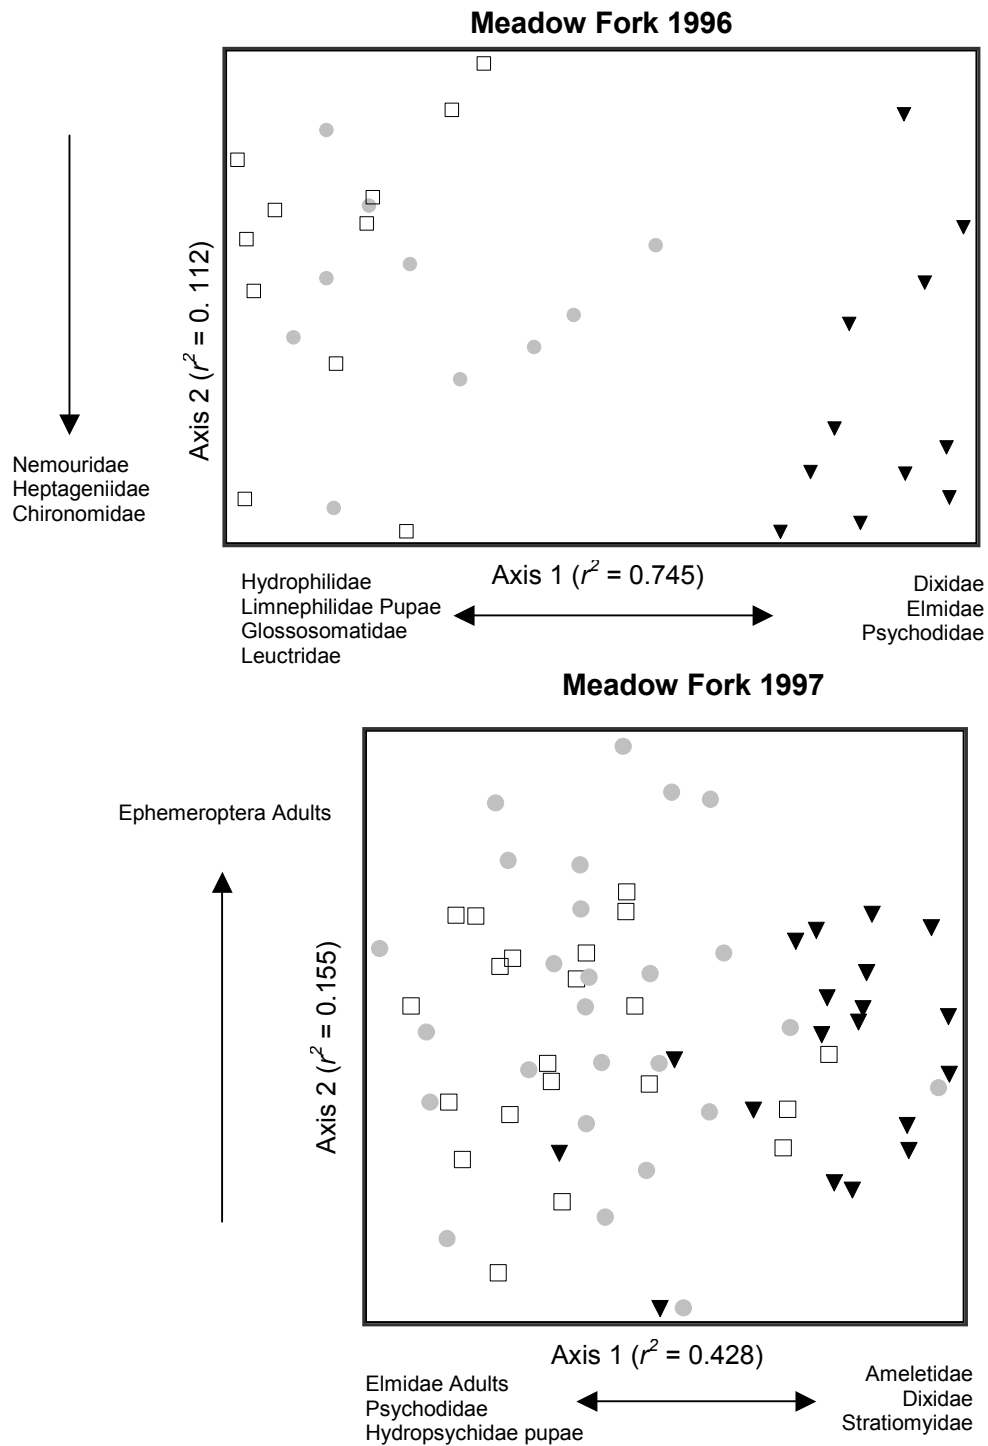 Meadow Fork 1996
Axis 2 (r² = 0. 112)
Nemouridae
Heptageniidae
Chironomidae
Axis 1 (r² = 0.745)
Hydrophilidae
Limnephilidae Pupae
Glossosomatidae
Leuctridae
Dixidae
Elmidae
Psychodidae
Meadow Fork 1997
Ephemeroptera Adults
Axis 2 (r² = 0.155)
Axis 1 (r² = 0.428)
Elmidae Adults
Psychodidae
Hydropsychidae pupae
Ameletidae
Dixidae
Stratiomyidae